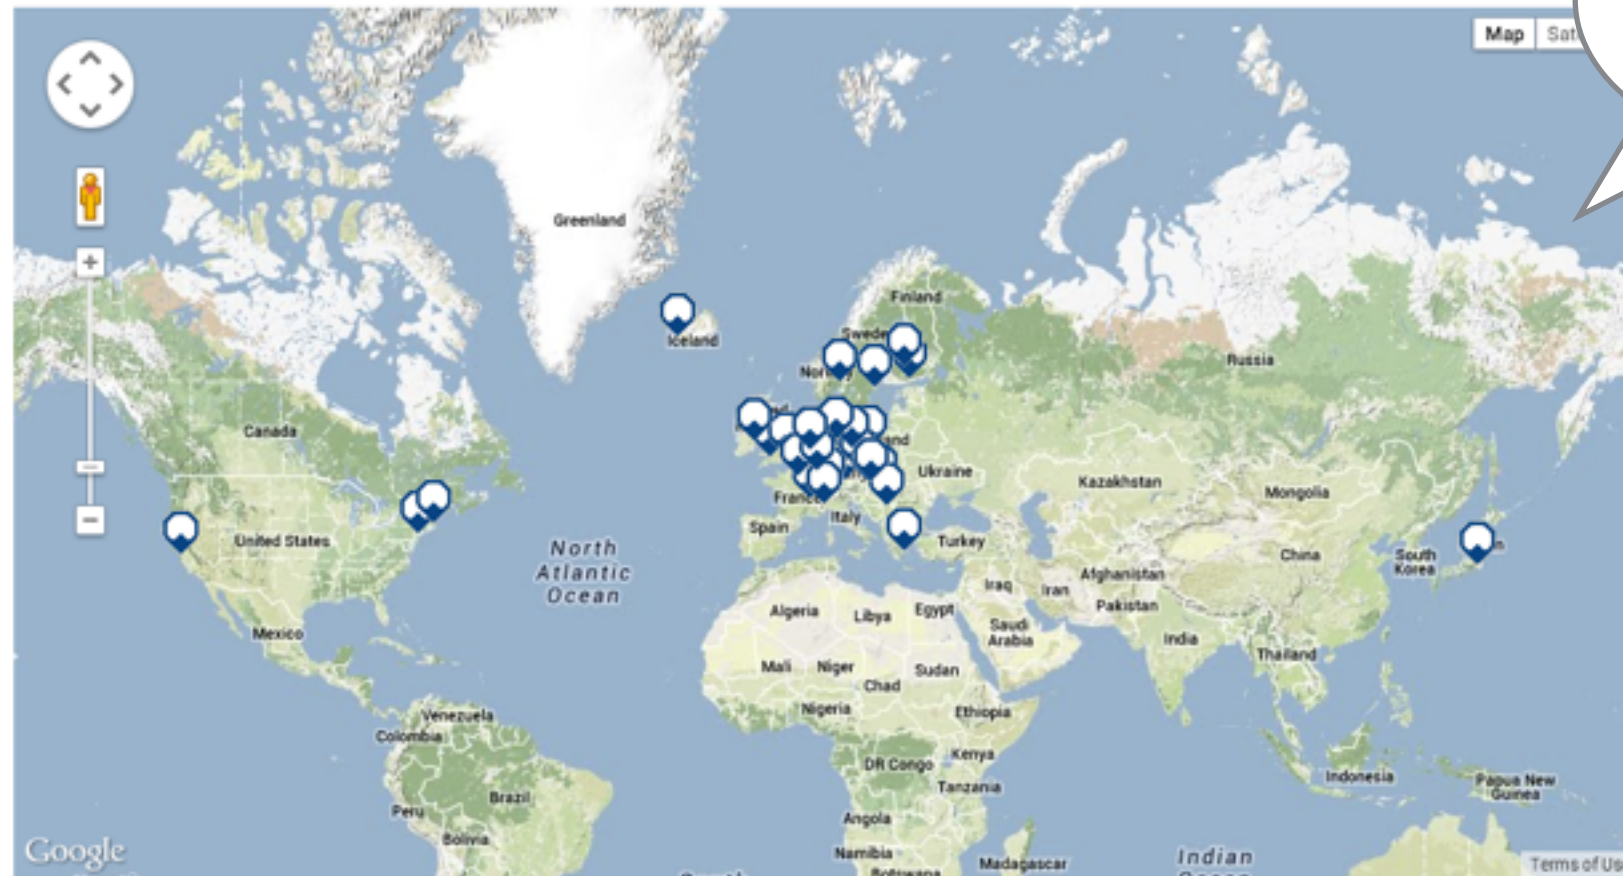 Map
Sat
Greenland
Finland
Swede
Iceland
Russia
Nor
Canada
Ukraine
Kazakhstan
Mongolia
France
Spain
Italy
Turkey
United States
North
Atlantic
Ocean
China
South
Korea
Afghanistan
Iraq
Iran
Pakistan
Algeria
Libya
Egypt
Saudi
Arabia
India
Mexico
Thailand
Mali
Niger
Sudan
Chad
Nigeria
Ethiopia
Venezuela
Colombia
Kenya
DR Congo
Tanzania
Indonesia
Papua New
Guinea
Brazil
Peru
Angola
Bolivia
Namibia
Madagascar
Botswana
Indian
Google
Terms of Us